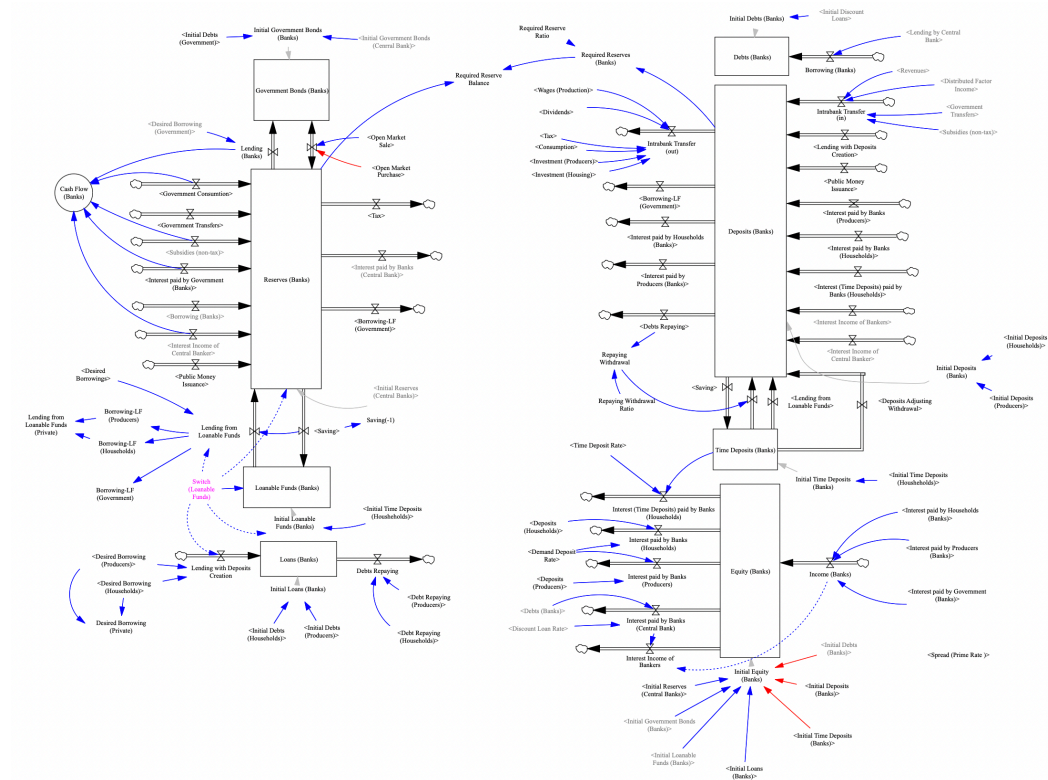 Initial Debts
(Government)>
Initial Government Bonds
(Banks)
<Initial Government Bonds
(Central Bank)>
Government Bonds (Banks)
Required Reserve
Balance
<Desired Borrowing
(Government)>
Lending
(Banks)
<Open Market
Sale>
<Open Market
Purchase>
Cash Flow
(Banks)
<Government Consumtion>
<Government Transfers>
<Subsidies (non-tax)>
<Interest paid by Government
(Banks)>
<Borrowing (Banks)>
<Interest Income of
Central Banker>
<Public Money
Issuance>
Reserves (Banks)
<Tax>
<Interest paid by Banks
(Central Bank)>
<Borrowing-LF
(Government)>
<Desired
Borrowings>
<Initial Reserves
(Central Banks)>
Lending from
Loanable Funds
(Private)
Borrowing-LF
(Producers)
Borrowing-LF
(Households)
Lending from
Loanable Funds
<Saving>
Saving(-1)
Borrowing-LF
(Government)
Switch
(Loanable
Funds)
Loanable Funds (Banks)
Initial Loanable
Funds (Banks)
<Initial Time Deposits
(Housheholds)>
<Desired Borrowing
(Producers)>
<Desired Borrowing
(Households)>
Desired Borrowing
(Private)
Lending with Deposits
Creation
Loans (Banks)
Initial Loans (Banks)
Debts Repaying
<Debt Repaying
(Producers)>
<Initial Debts
(Households)>
<Initial Debts
(Producers)>
<Debt Repaying
(Households)>
Initial Debts (Banks)
<Initial Discount
Loans>
Required Reserve
Ratio
Required Reserves
(Banks)
Debts (Banks)
<Lending by Central
Bank>
Borrowing (Banks)
<Revenues>
<Distributed Factor
Income>
Intrabank Transfer
(in)
<Government
Transfers>
<Subsidies (non-tax)>
<Wages (Production)>
<Dividends>
<Tax>
<Consumption>
<Investment (Producers)>
<Investment (Housing)>
Intrabank Transfer
(out)
<Lending with Deposits
Creation>
<Public Money
Issuance>
<Borrowing-LF
(Government)>
<Interest paid by Banks
(Producers)>
<Interest paid by Households
(Banks)>
Deposits (Banks)
<Interest paid by Banks
(Households)>
<Interest paid by
Producers (Banks)>
<Interest (Time Deposits) paid by
Banks (Households)>
<Debts Repaying>
<Interest Income of Bankers>
<Interest Income of
Central Banker>
Repaying
Withdrawal
Repaying Withdrawal
Ratio
<Saving>
<Lending from
Loanable Funds>
<Deposits Adjusting
Withdrawal>
Initial Deposits
(Banks)
<Initial Deposits
(Households)>
<Initial Deposits
(Producers)>
Time Deposits (Banks)
<Time Deposit Rate>
Initial Time Deposits
(Banks)
<Initial Time Deposits
(Housheholds)>
Interest (Time Deposits) paid by Banks
(Households)
<Deposits
(Households)>
Interest paid by Banks
(Households)
<Demand Deposit
Rate>
<Deposits
(Producers)>
Interest paid by Banks
(Producers)
<Debts (Banks)>
<Discount Loan Rate>
Interest paid by Banks
(Central Bank)
Interest Income of
Bankers
Equity (Banks)
Income (Banks)
<Interest paid by Households
(Banks)>
<Interest paid by Producers
(Banks)>
<Interest paid by Government
(Banks)>
<Spread (Prime Rate )>
Initial Equity
(Banks)
<Initial Debts
(Banks)>
<Initial Deposits
(Banks)>
<Initial Time Deposits
(Banks)>
<Initial Reserves
(Central Banks)>
<Initial Government Bonds
(Banks)>
<Initial Loanable
Funds (Banks)>
<Initial Loans
(Banks)>